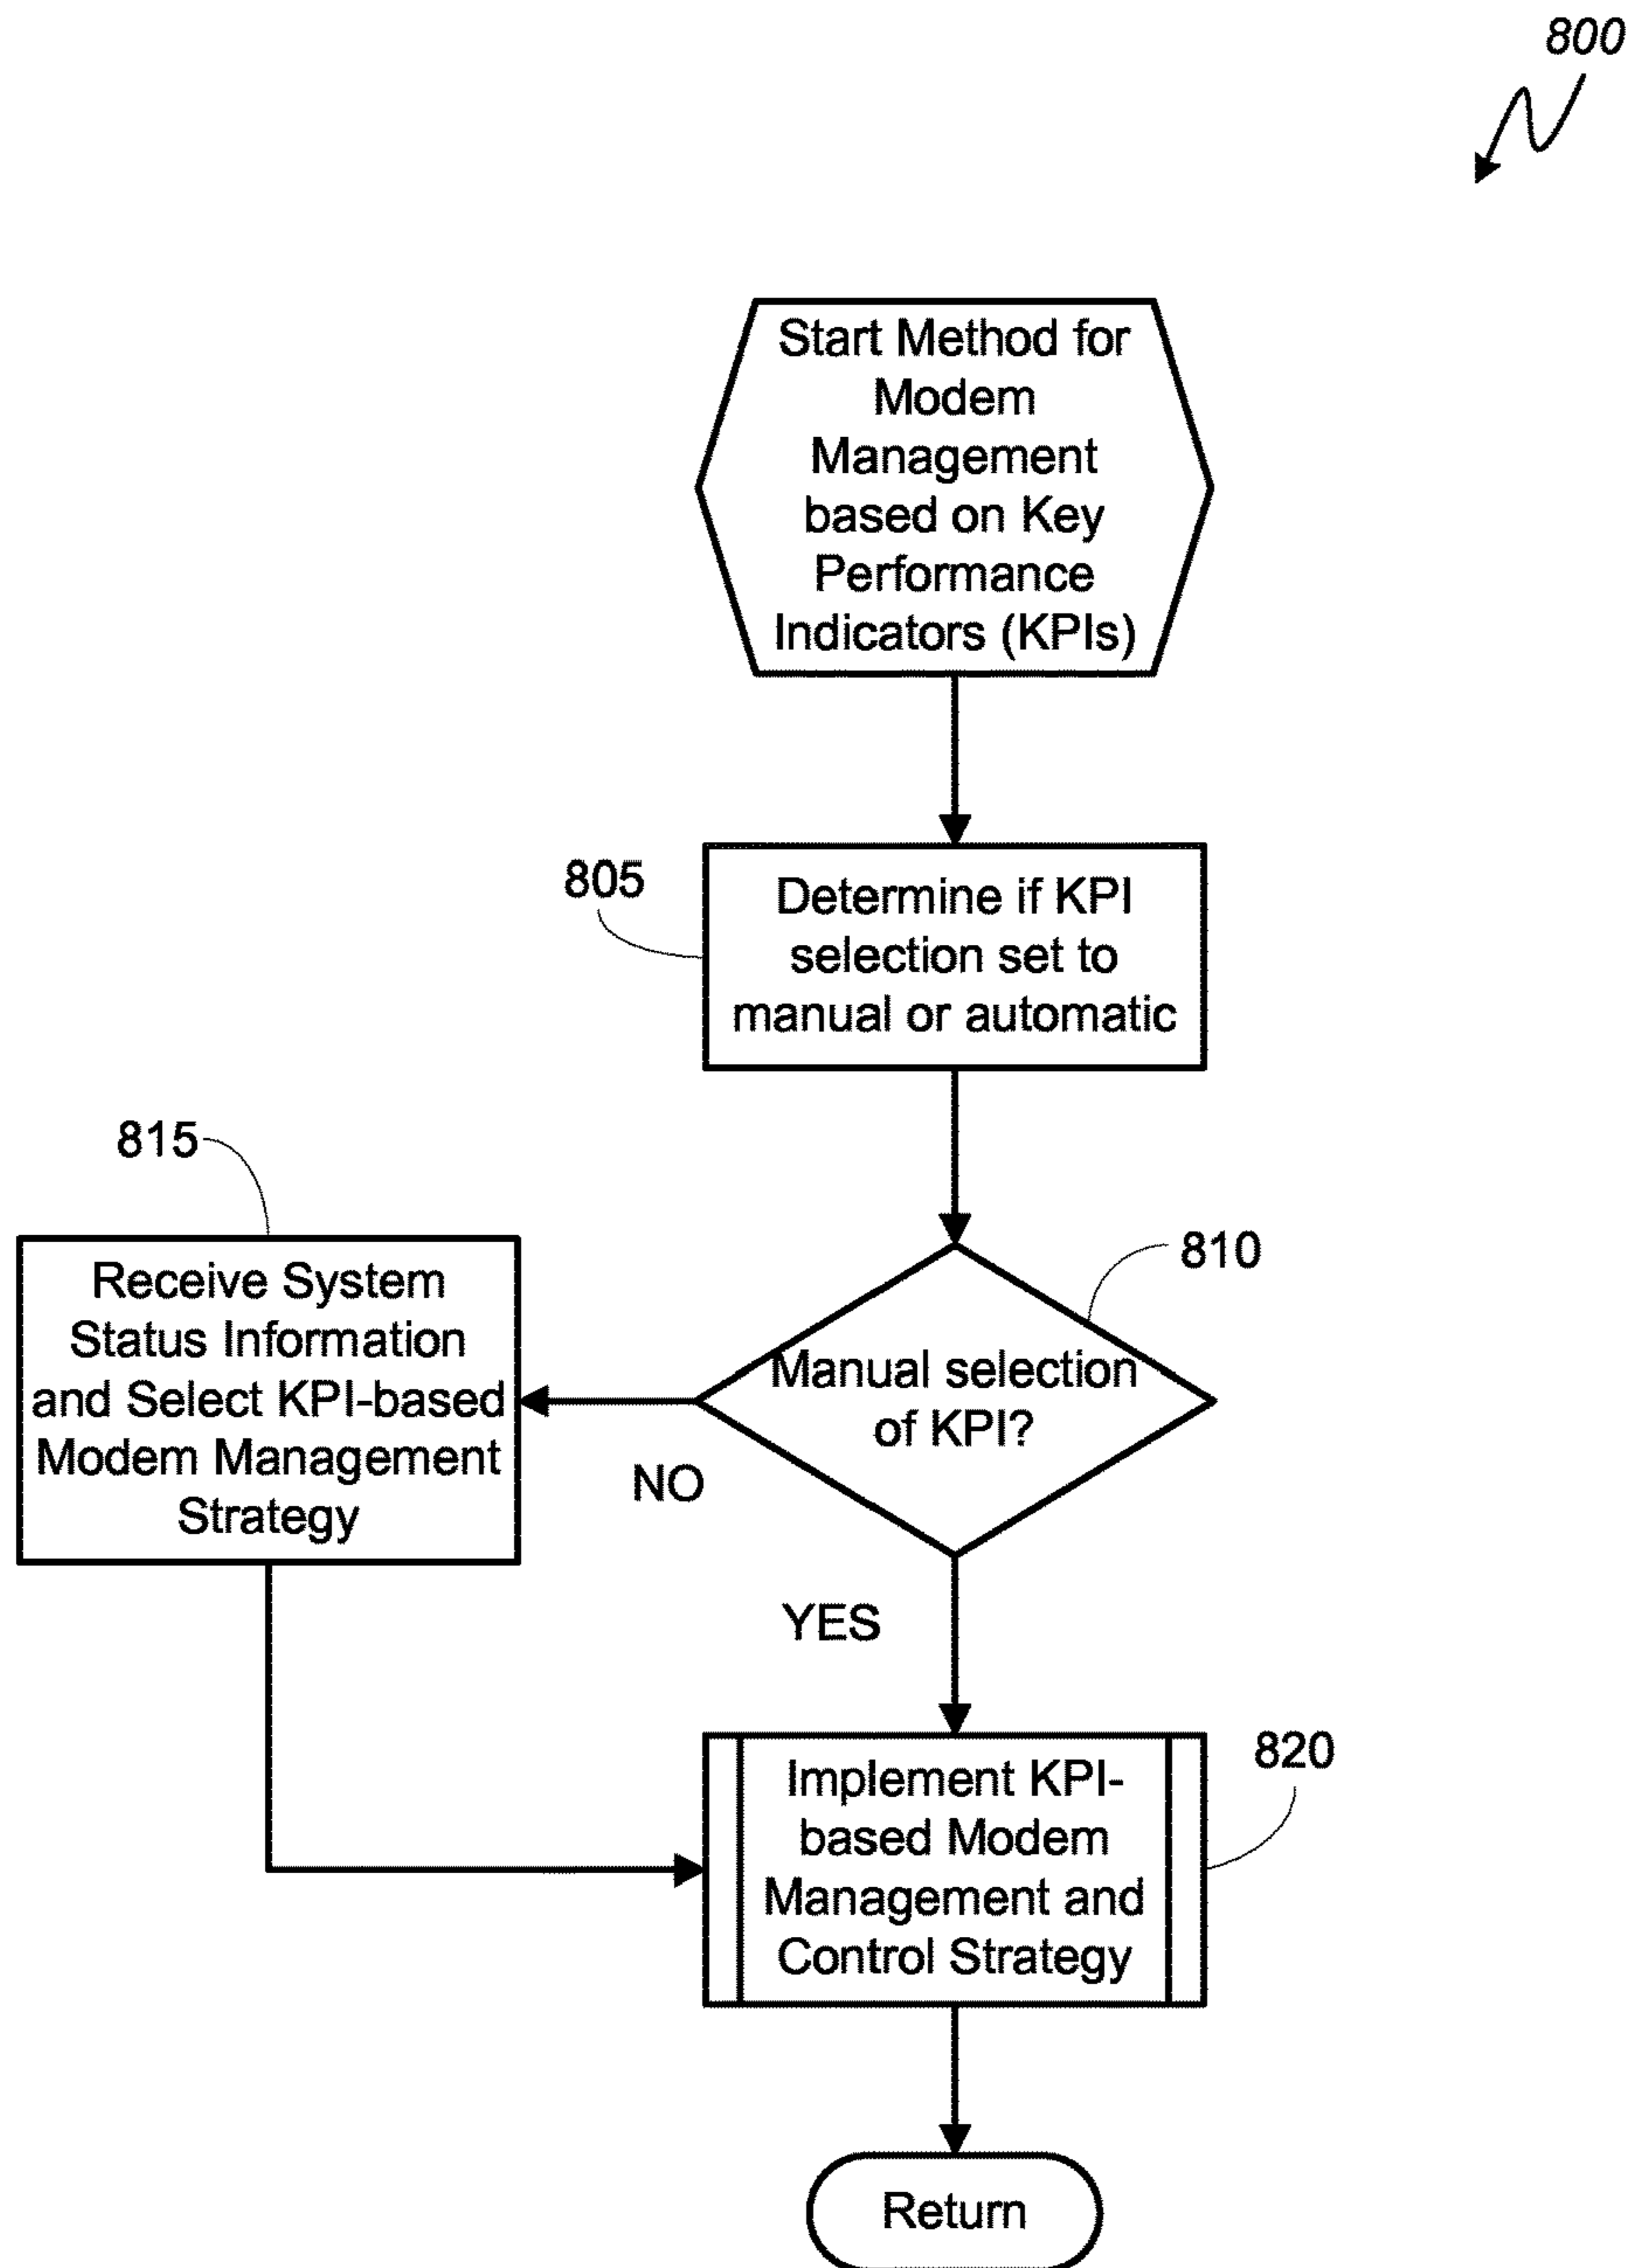 800
Start Method for
Modem
Management
based on Key
Performance
Indicators (KPIs)
805
Determine if KPI
selection set to
manual or automatic
815
810
Receive System
Status Information
and Select KPI-based
Modem Management
Strategy
Manual selection
of KPI?
NO
YES
820
Implement KPI-
based Modem
Management and
Control Strategy
Return